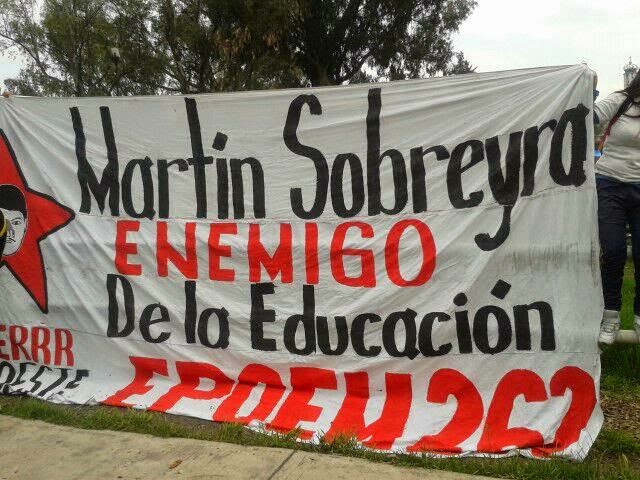 Martin Sobreyra
ENEMIGO
De la Educación
ERRR
EPOEM 262